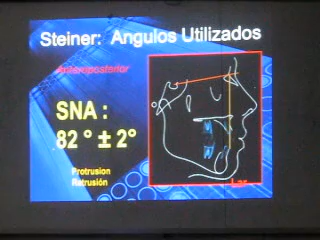 Steiner: Angulos Utilizados
Anteroposterior
SNA :
82 ° ± 2°
Protrusion
Retrusión